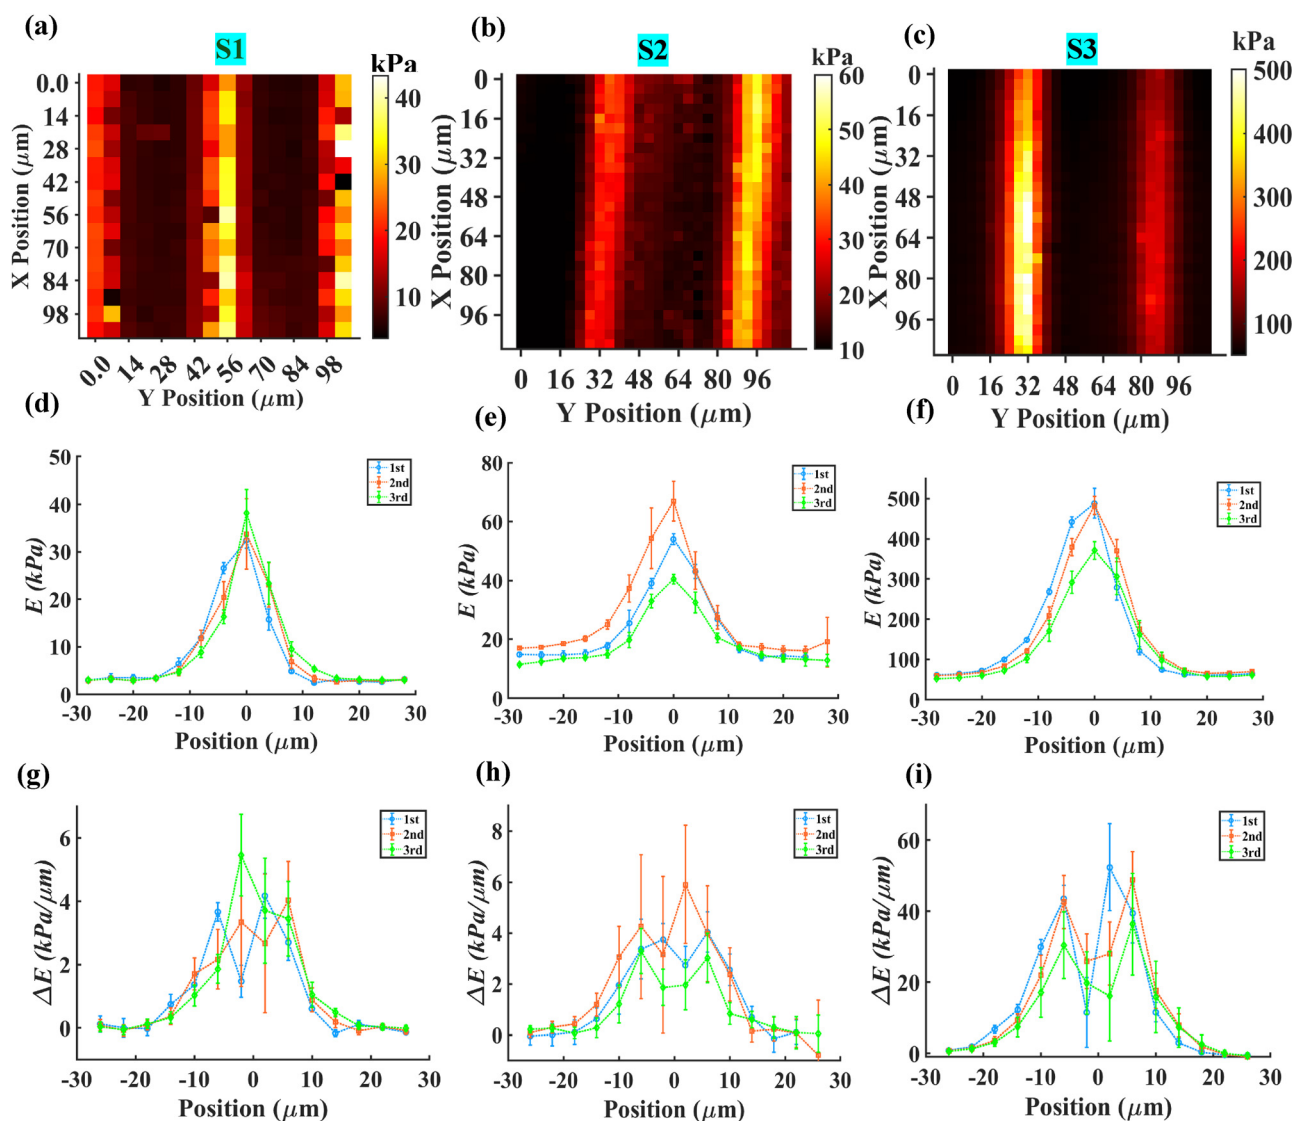 (a)
S1
kPa
X Position (μm)
0.0
14
28
42
56
70
84
98
40
30
20
10
0.0 14 28 42 56 70 84 98
Y Position (μm)
(b)
S2
kPa
X Position (μm)
0
16
32
48
64
80
96
60
50
40
30
20
10
0 16 32 48 64 80 96
Y Position (μm)
(c)
S3
kPa
X Position (μm)
0
16
32
48
64
80
96
500
400
300
200
100
0 16 32 48 64 80 96
Y Position (μm)
(d)
E (kPa)
50
40
30
20
10
0
1st
2nd
3rd
-30 -20 -10 0 10 20 30
Position (μm)
(e)
E (kPa)
80
60
40
20
0
1st
2nd
3rd
-30 -20 -10 0 10 20 30
Position (μm)
(f)
E (kPa)
500
400
300
200
100
0
1st
2nd
3rd
-30 -20 -10 0 10 20 30
Position (μm)
(g)
ΔE (kPa/μm)
6
4
2
0
1st
2nd
3rd
-30 -20 -10 0 10 20 30
Position (μm)
(h)
ΔE (kPa/μm)
8
6
4
2
0
1st
2nd
3rd
-30 -20 -10 0 10 20 30
Position (μm)
(i)
ΔE (kPa/μm)
60
40
20
0
1st
2nd
3rd
-30 -20 -10 0 10 20 30
Position (μm)